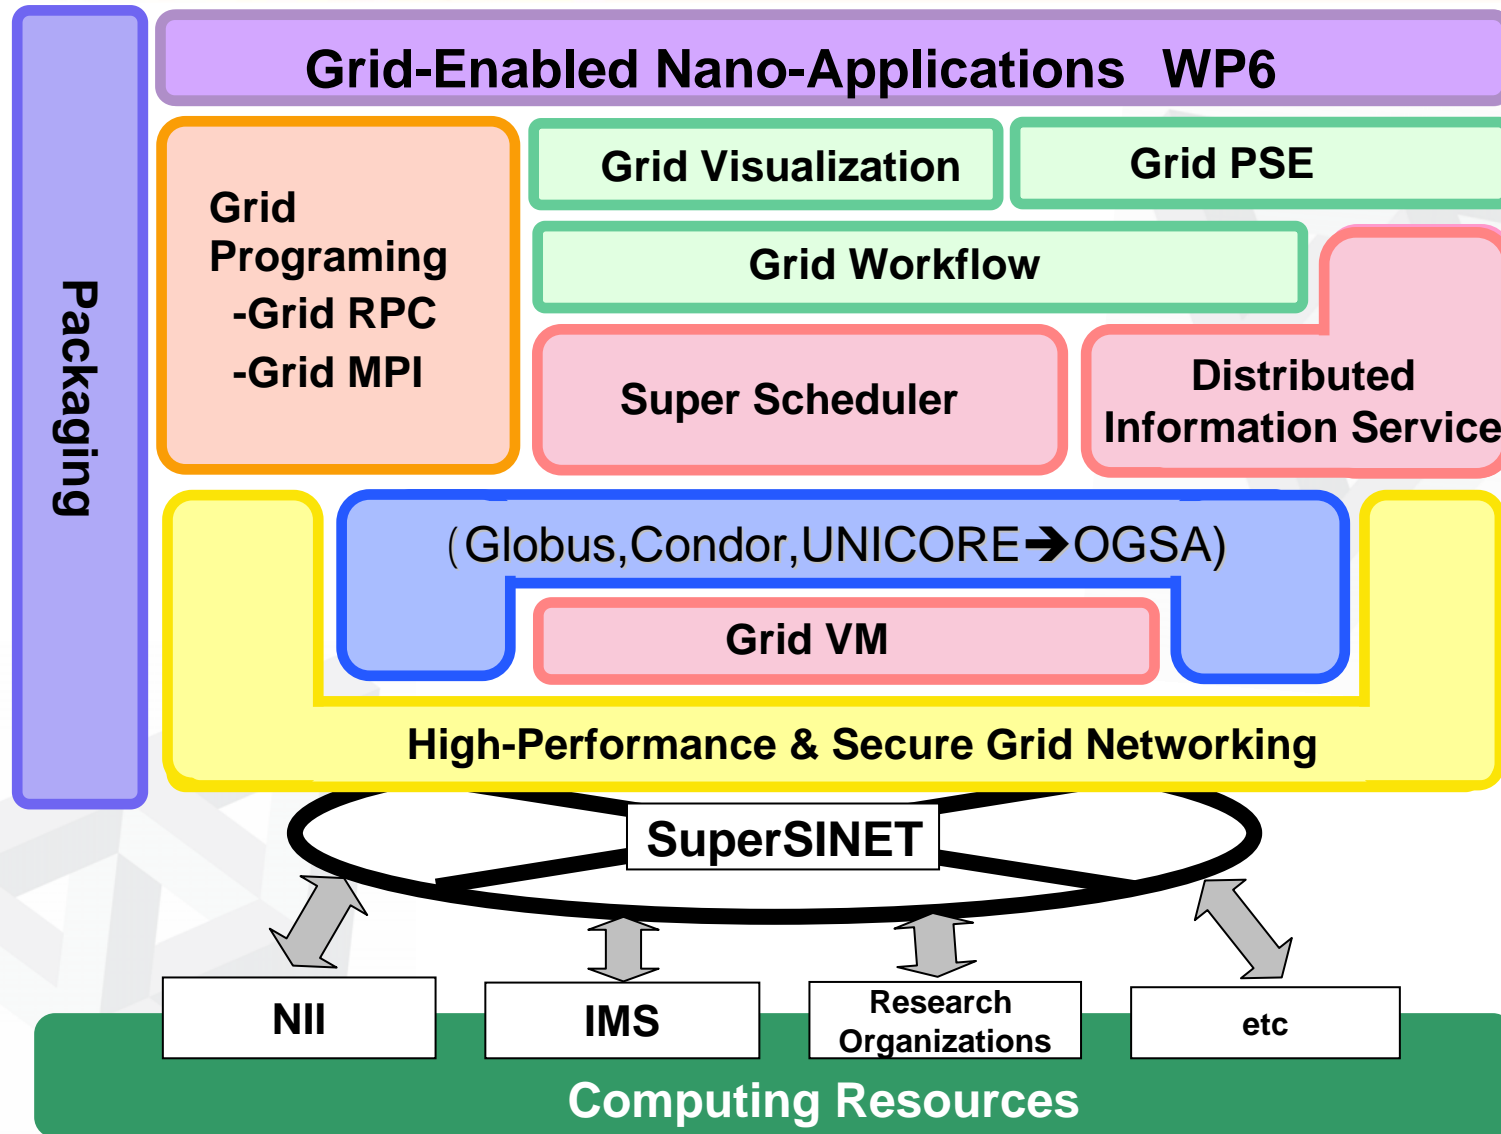 Packaging
Grid-Enabled Nano-Applications WP6
Grid
Programing
-Grid RPC
-Grid MPI
Grid Visualization
Grid PSE
Grid Workflow
Super Scheduler
Distributed
Information Service
(Globus,Condor,UNICORE➔OGSA)
Grid VM
High-Performance & Secure Grid Networking
SuperSINET
NII
IMS
Research
Organizations
etc
Computing Resources